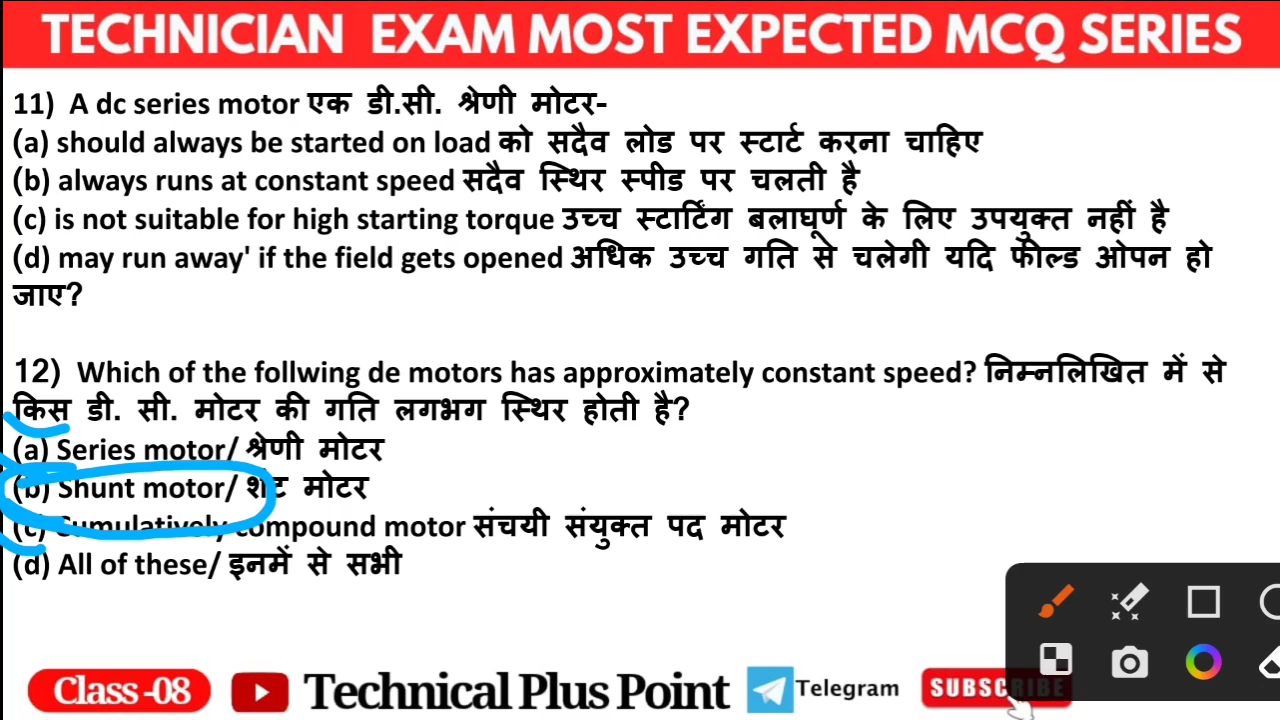 TECHNICIAN EXAM MOST EXPECTED MCQ SERIES
11) A dc series motor एक डी.सी. श्रेणी मोटर-
(a) should always be started on load को सदैव लोड पर स्टार्ट करना चाहिए
(b) always runs at constant speed सदैव स्थिर स्पीड पर चलती है
(c) is not suitable for high starting torque उच्च स्टार्टिंग बलाघूर्ण के लिए उपयुक्त नहीं है
(d) may run away' if the field gets opened अधिक उच्च गति से चलेगी यदि फील्ड ओपन हो
जाए?
12) Which of the follwing de motors has approximately constant speed? निम्नलिखित में से
किस डी. सी. मोटर की गति लगभग स्थिर होती है?
(a) Series motor/ श्रेणी मोटर
(b) Shunt motor/ शंट मोटर
(c) Cumulatively compound motor संचयी संयुक्त पद मोटर
(d) All of these/ इनमें से सभी
Class -08 Technical Plus Point Telegram SUBSCRIBE